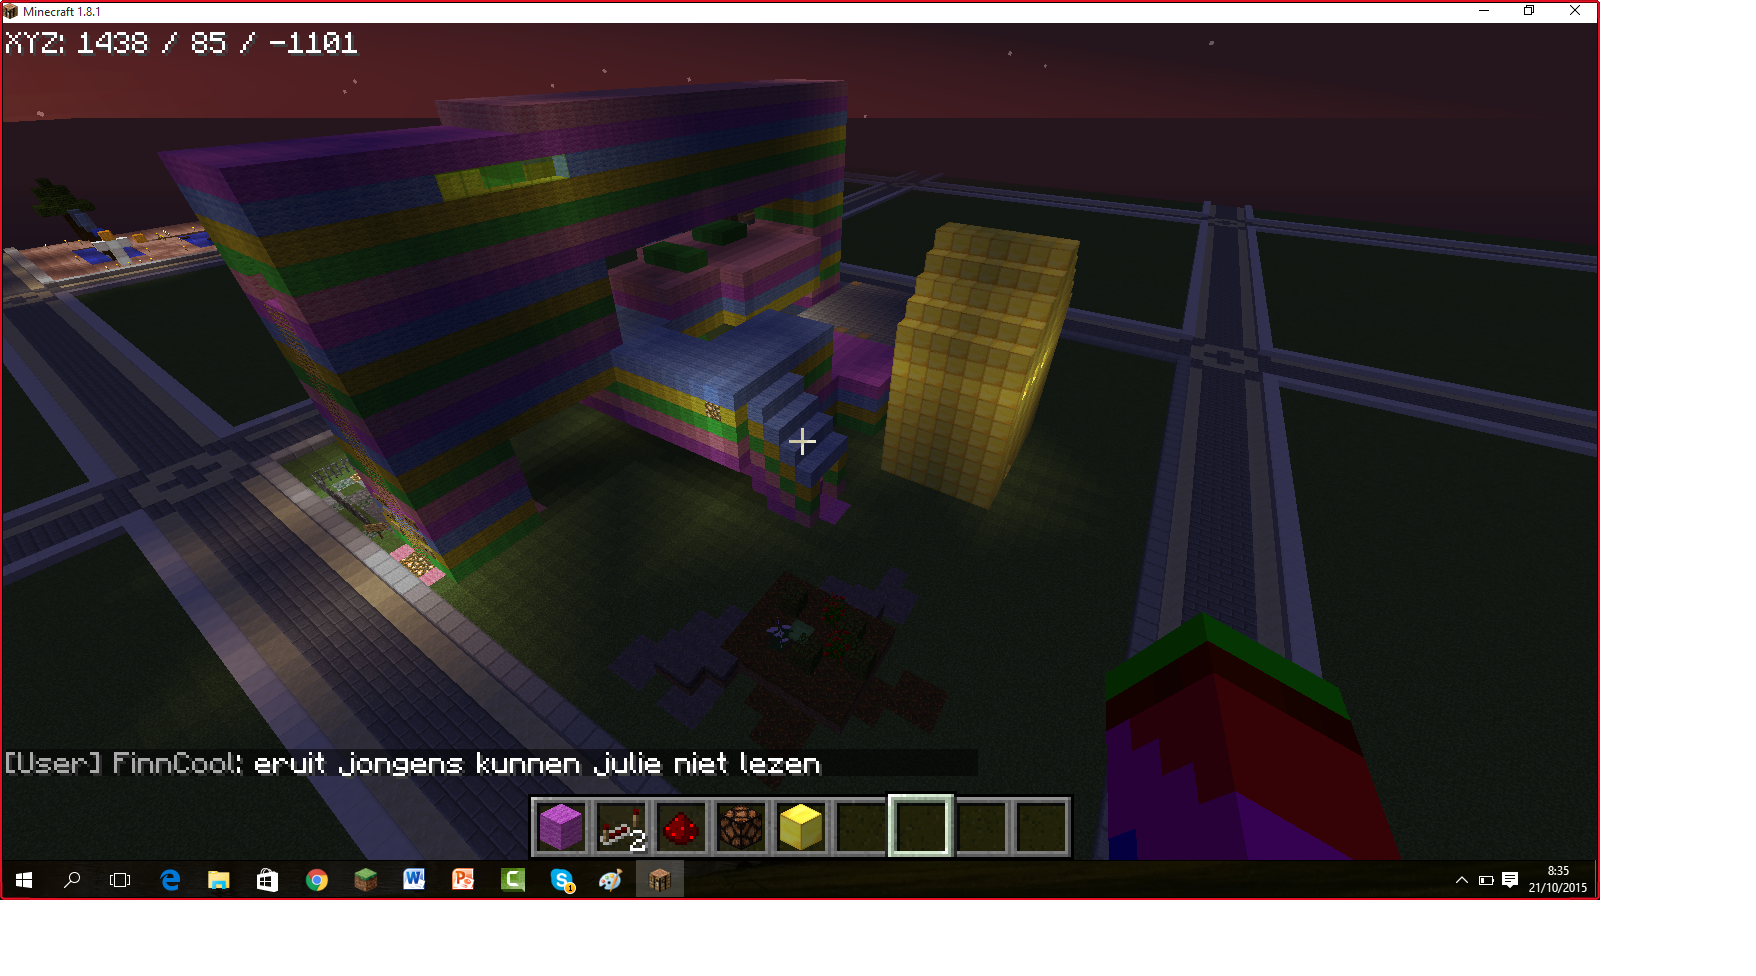 Minecraft 1.8.1
XYZ: 1438 / 85 / -1101
[User] FinnCool: eruit jongens kunnen julie niet lezen
2
1
8:35
21/10/2015